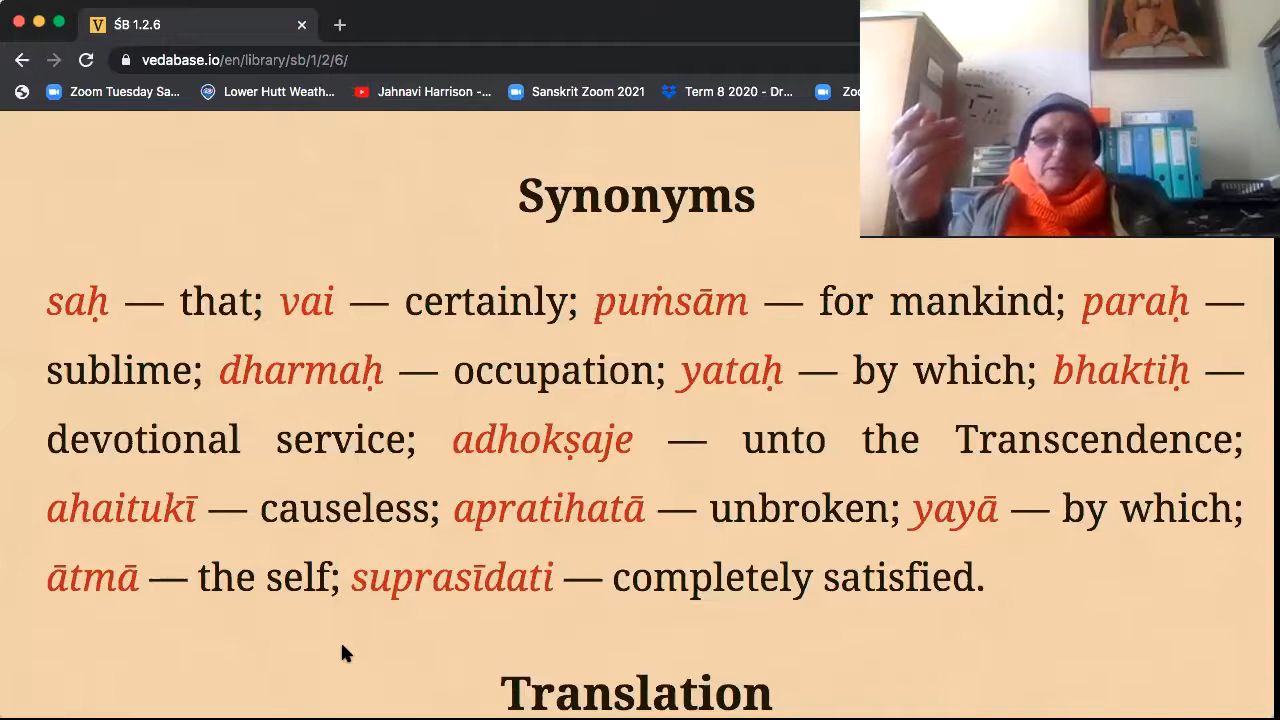 ŚB 1.2.6
vedabase.io/en/library/sb/1/2/6/
Zoom Tuesday Sa... Lower Hutt Weath... Jahnavi Harrison -... Sanskrit Zoom 2021 Term 8 2020 - Dr... Zo
Synonyms
saḥ — that; vai — certainly; puṁsām — for mankind; paraḥ —
sublime; dharmaḥ — occupation; yataḥ — by which; bhaktiḥ —
devotional service; adhokṣaje — unto the Transcendence;
ahaitukī — causeless; apratihatā — unbroken; yayā — by which;
ātmā — the self; suprasīdati — completely satisfied.
Translation